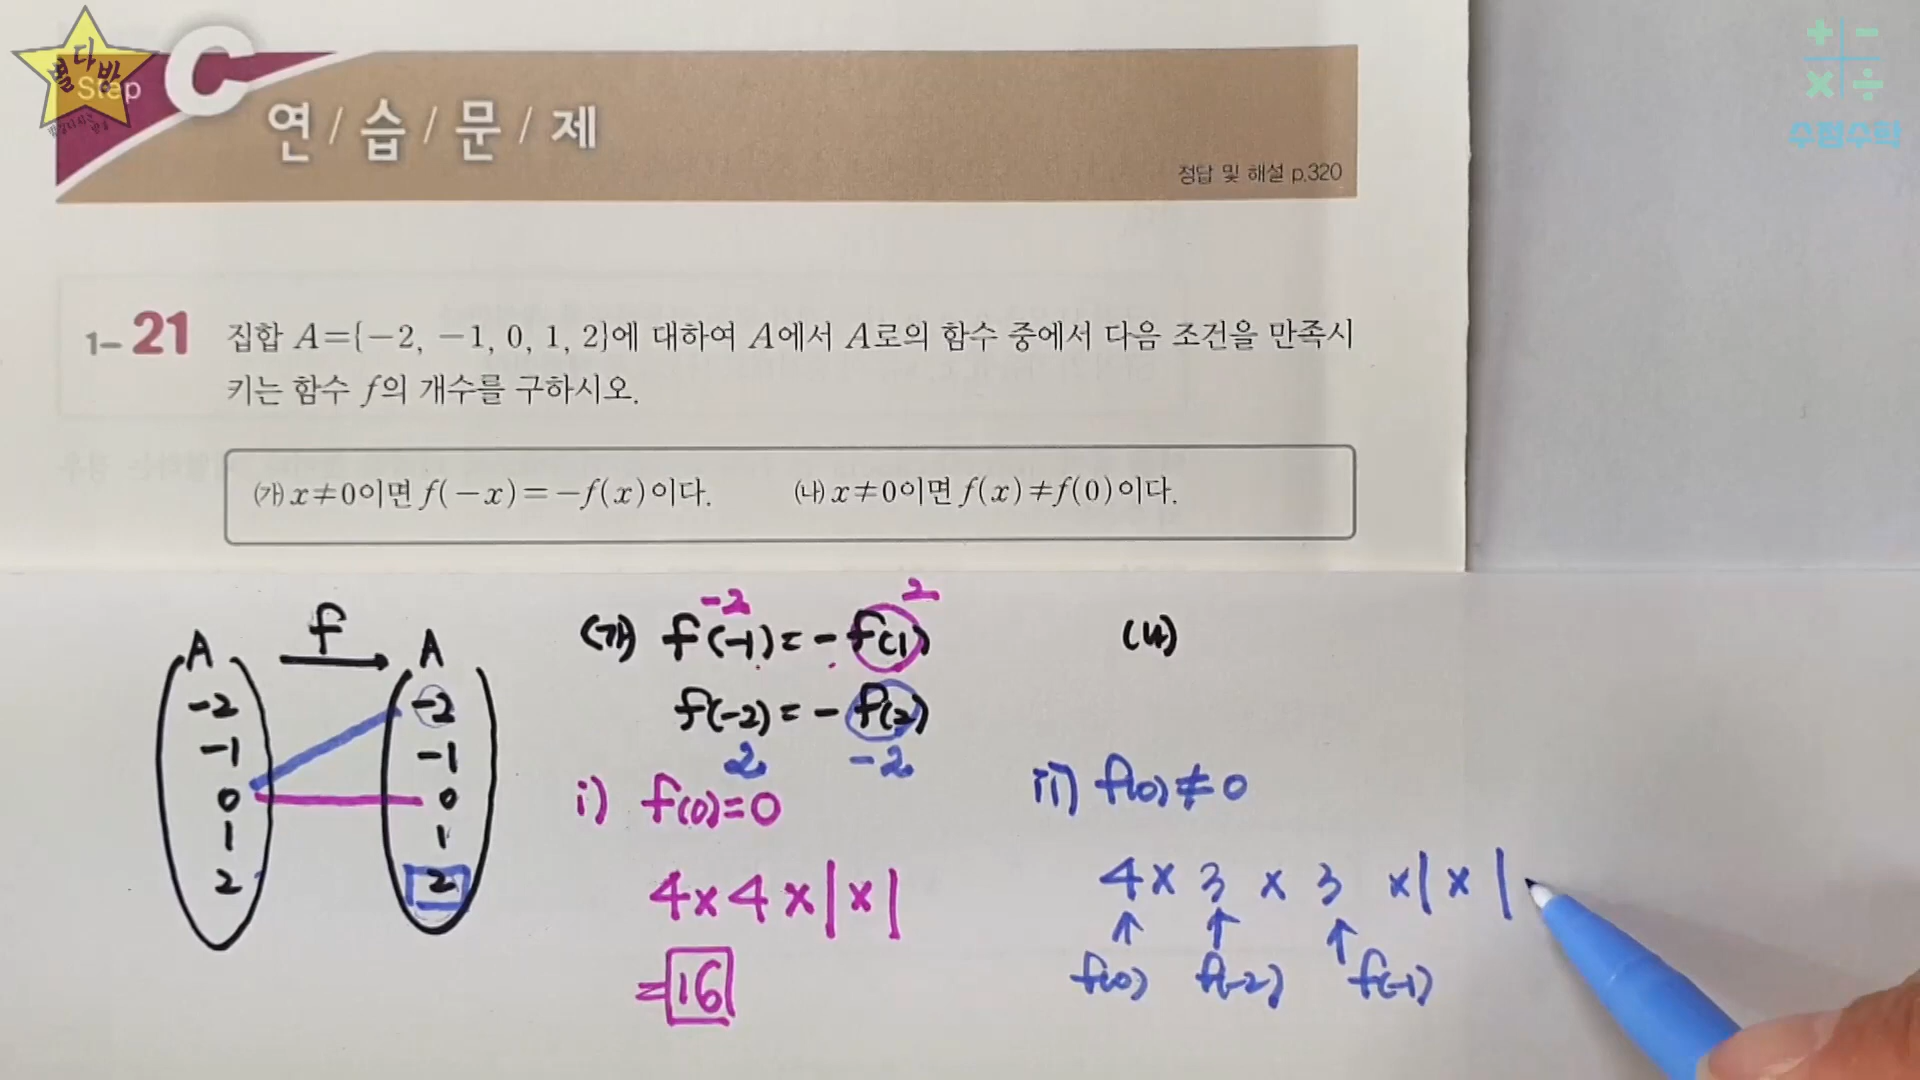 별다방
Step C
연/습/문/제
수렴수탁
정답 및 해설 p.320
1-21 집합 A={-2, -1, 0, 1, 2}에 대하여 A에서 A로의 함수 중에서 다음 조건을 만족시
키는 함수 f의 개수를 구하시오.
(가) x≠0이면 f(-x)=-f(x)이다. (나) x≠0이면 f(x)≠f(0)이다.
A f A
-2 -2
-1 -1
0 0
1 1
2 2
-2 2
(가) f(-1) = -f(1)
f(-2) = -f(2)
2 -2
i) f(0)=0
4×4×1×1
=16
(나)
ii) f(0)≠0
4 × 3 × 3 ×1× 1
↑ ↑ ↑
f(0) f(-2) f(-1)